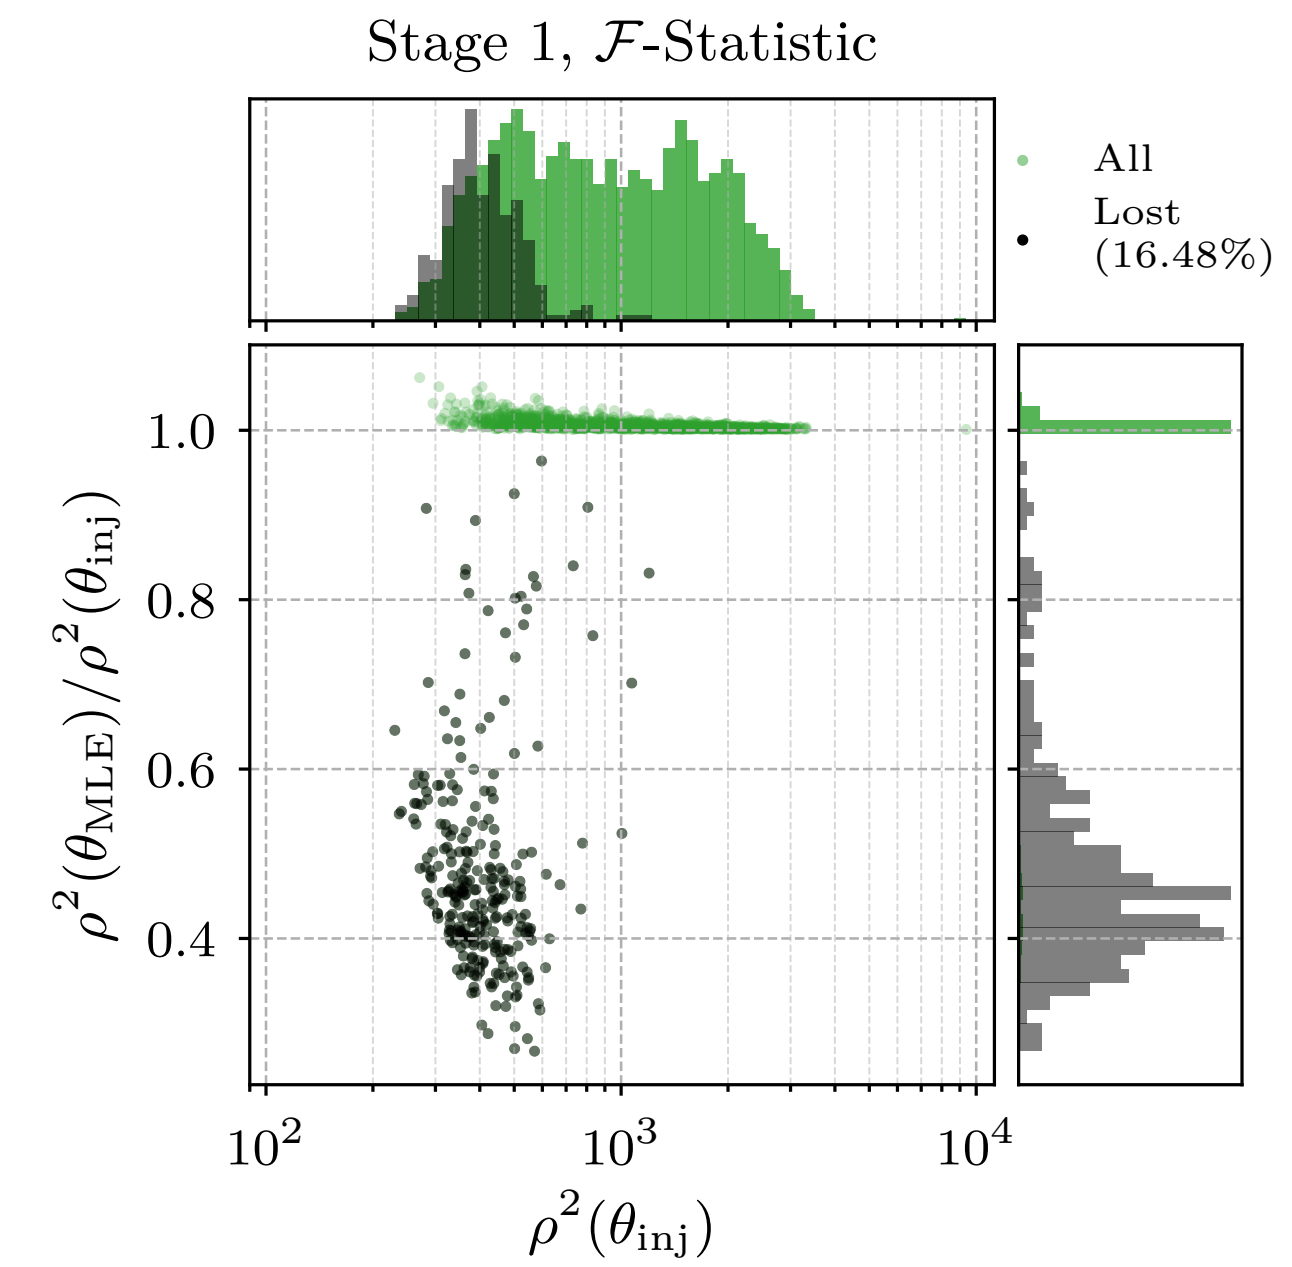 Stage 1, ℱ-Statistic
All
Lost
(16.48%)
1.0
0.8
0.6
0.4
ρ²(θ_MLE)/ρ²(θ_inj)
10² 10³ 10⁴
ρ²(θ_inj)